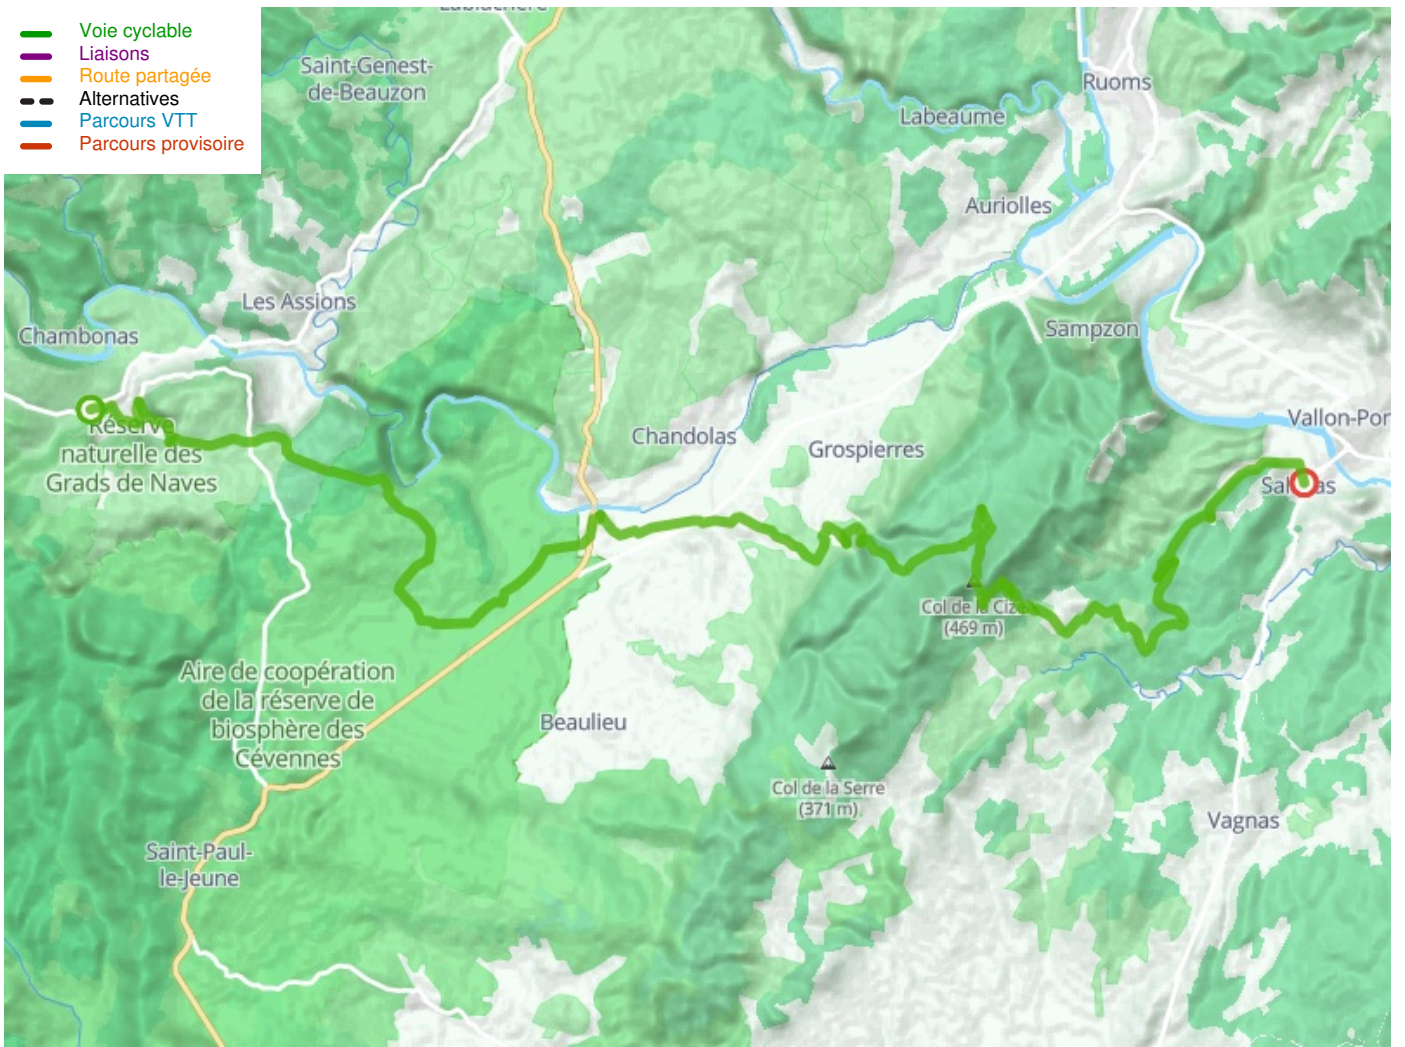 Voie cyclable
Liaisons
Route partagée
Alternatives
Parcours VTT
Parcours provisoire
Saint-Genest-
de-Beauzon
Ruoms
Labeaume
Auriolles
Les Assions
Chambonas
Sampzon
Vallon-Pon
Chandolas
Grospierres
Réserve
naturelle des
Grads de Naves
Col de la Cize
(469 m)
Aire de coopération
de la réserve de
biosphère des
Cévennes
Beaulieu
Col de la Serre
(371 m)
Vagnas
Saint-Paul-
le-Jeune